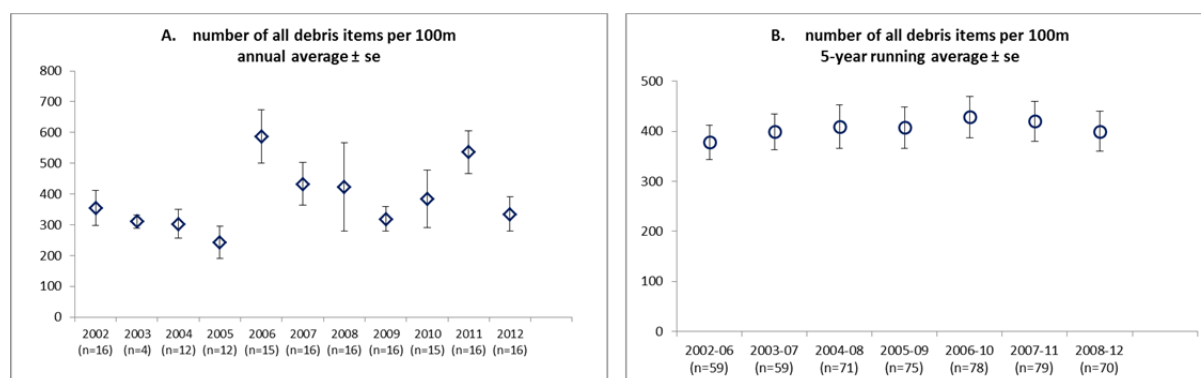 A. number of all debris items per 100m
annual average ± se
800
700
600
500
400
300
200
100
0
2002 2003 2004 2005 2006 2007 2008 2009 2010 2011 2012
(n=16) (n=4) (n=12) (n=12) (n=15) (n=16) (n=16) (n=16) (n=15) (n=16) (n=16)
B. number of all debris items per 100m
5-year running average ± se
500
400
300
200
100
0
2002-06 2003-07 2004-08 2005-09 2006-10 2007-11 2008-12
(n=59) (n=59) (n=71) (n=75) (n=78) (n=79) (n=70)